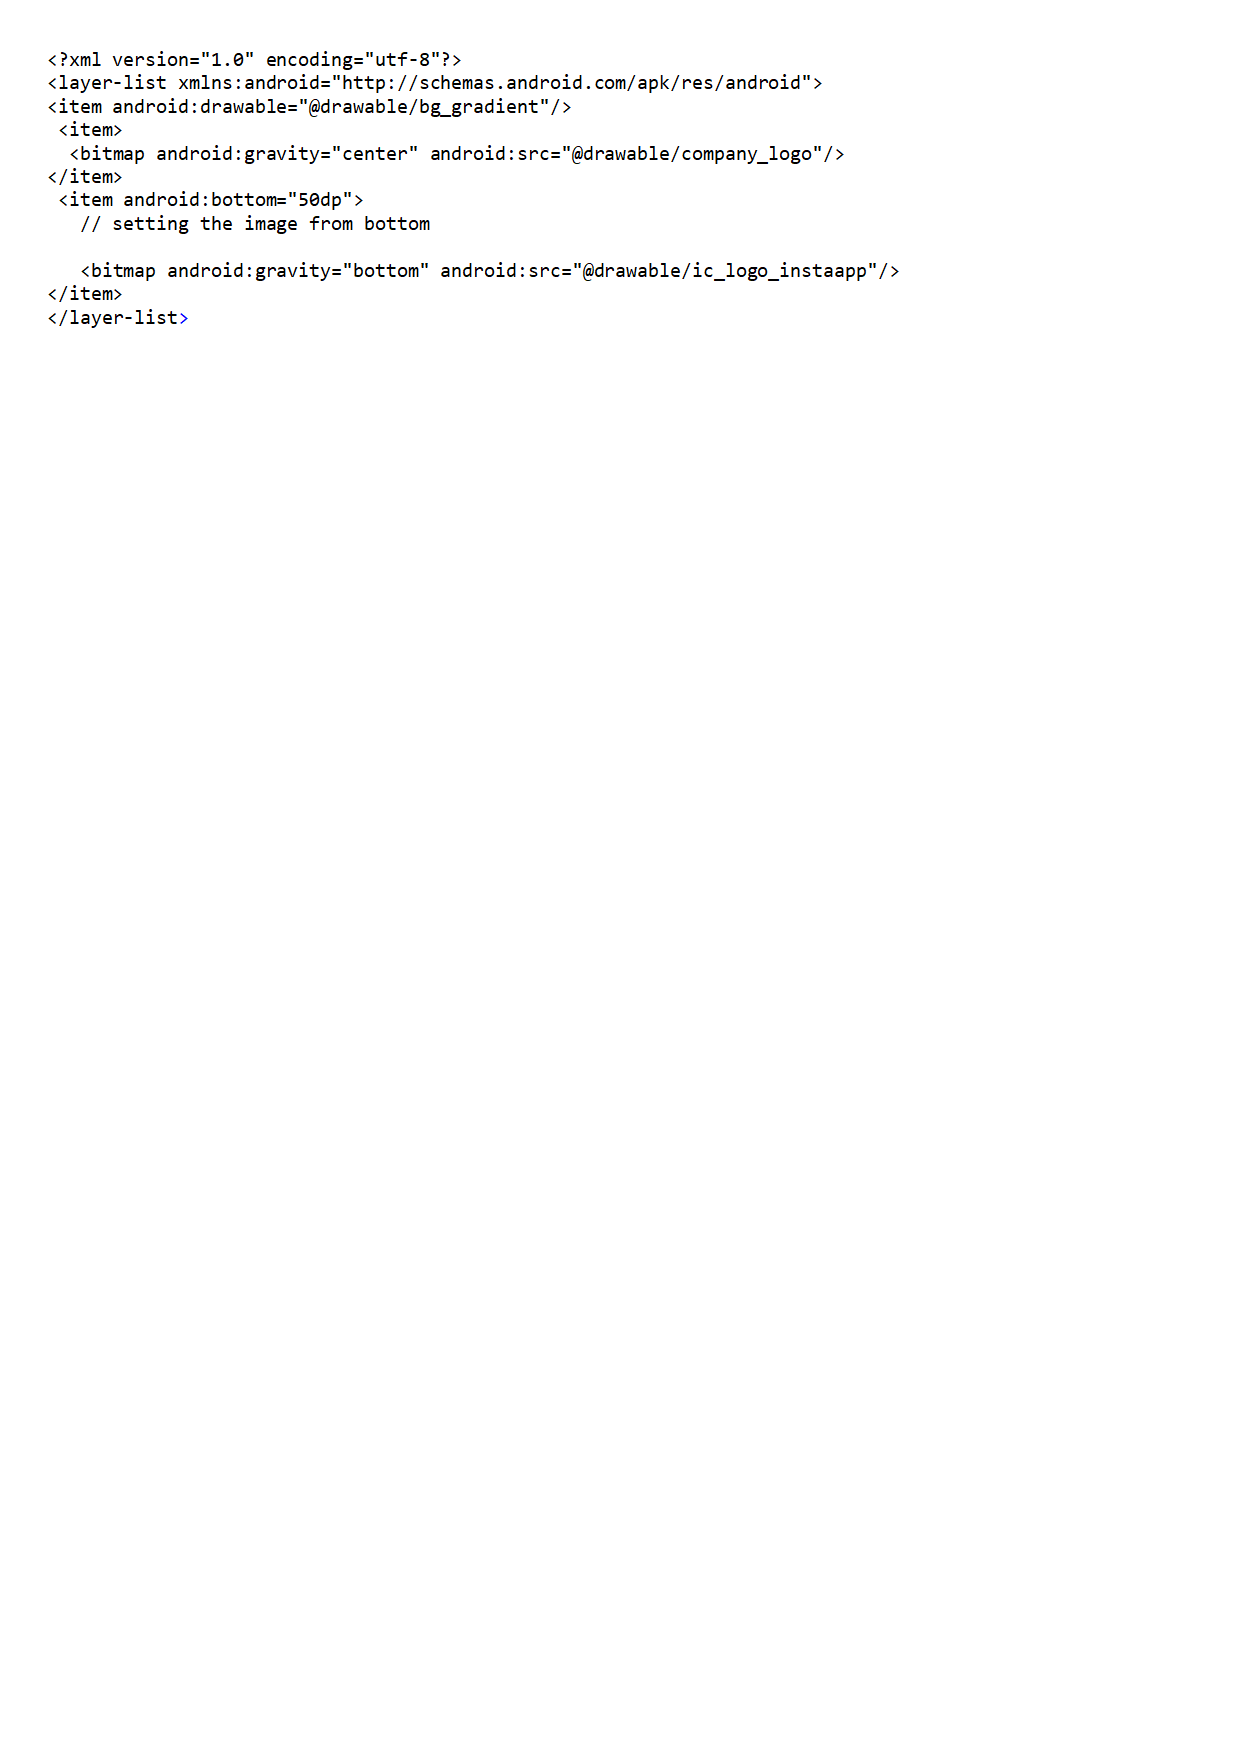 <?xml version="1.0" encoding="utf-8"?>
<layer-list xmlns:android="http://schemas.android.com/apk/res/android">
<item android:drawable="@drawable/bg_gradient"/>
 <item>
  <bitmap android:gravity="center" android:src="@drawable/company_logo"/>
</item>
 <item android:bottom="50dp">
   // setting the image from bottom

   <bitmap android:gravity="bottom" android:src="@drawable/ic_logo_instaapp"/>
</item>
</layer-list>